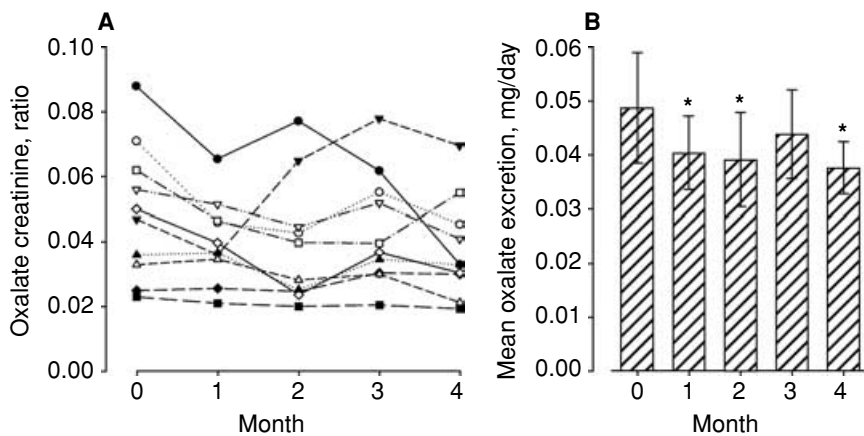 A
Oxalate creatinine, ratio
0.10
0.08
0.06
0.04
0.02
0.00
0 1 2 3 4
Month
B
Mean oxalate excretion, mg/day
0.06
0.05
0.04
0.03
0.02
0.01
0.00
* * *
0 1 2 3 4
Month